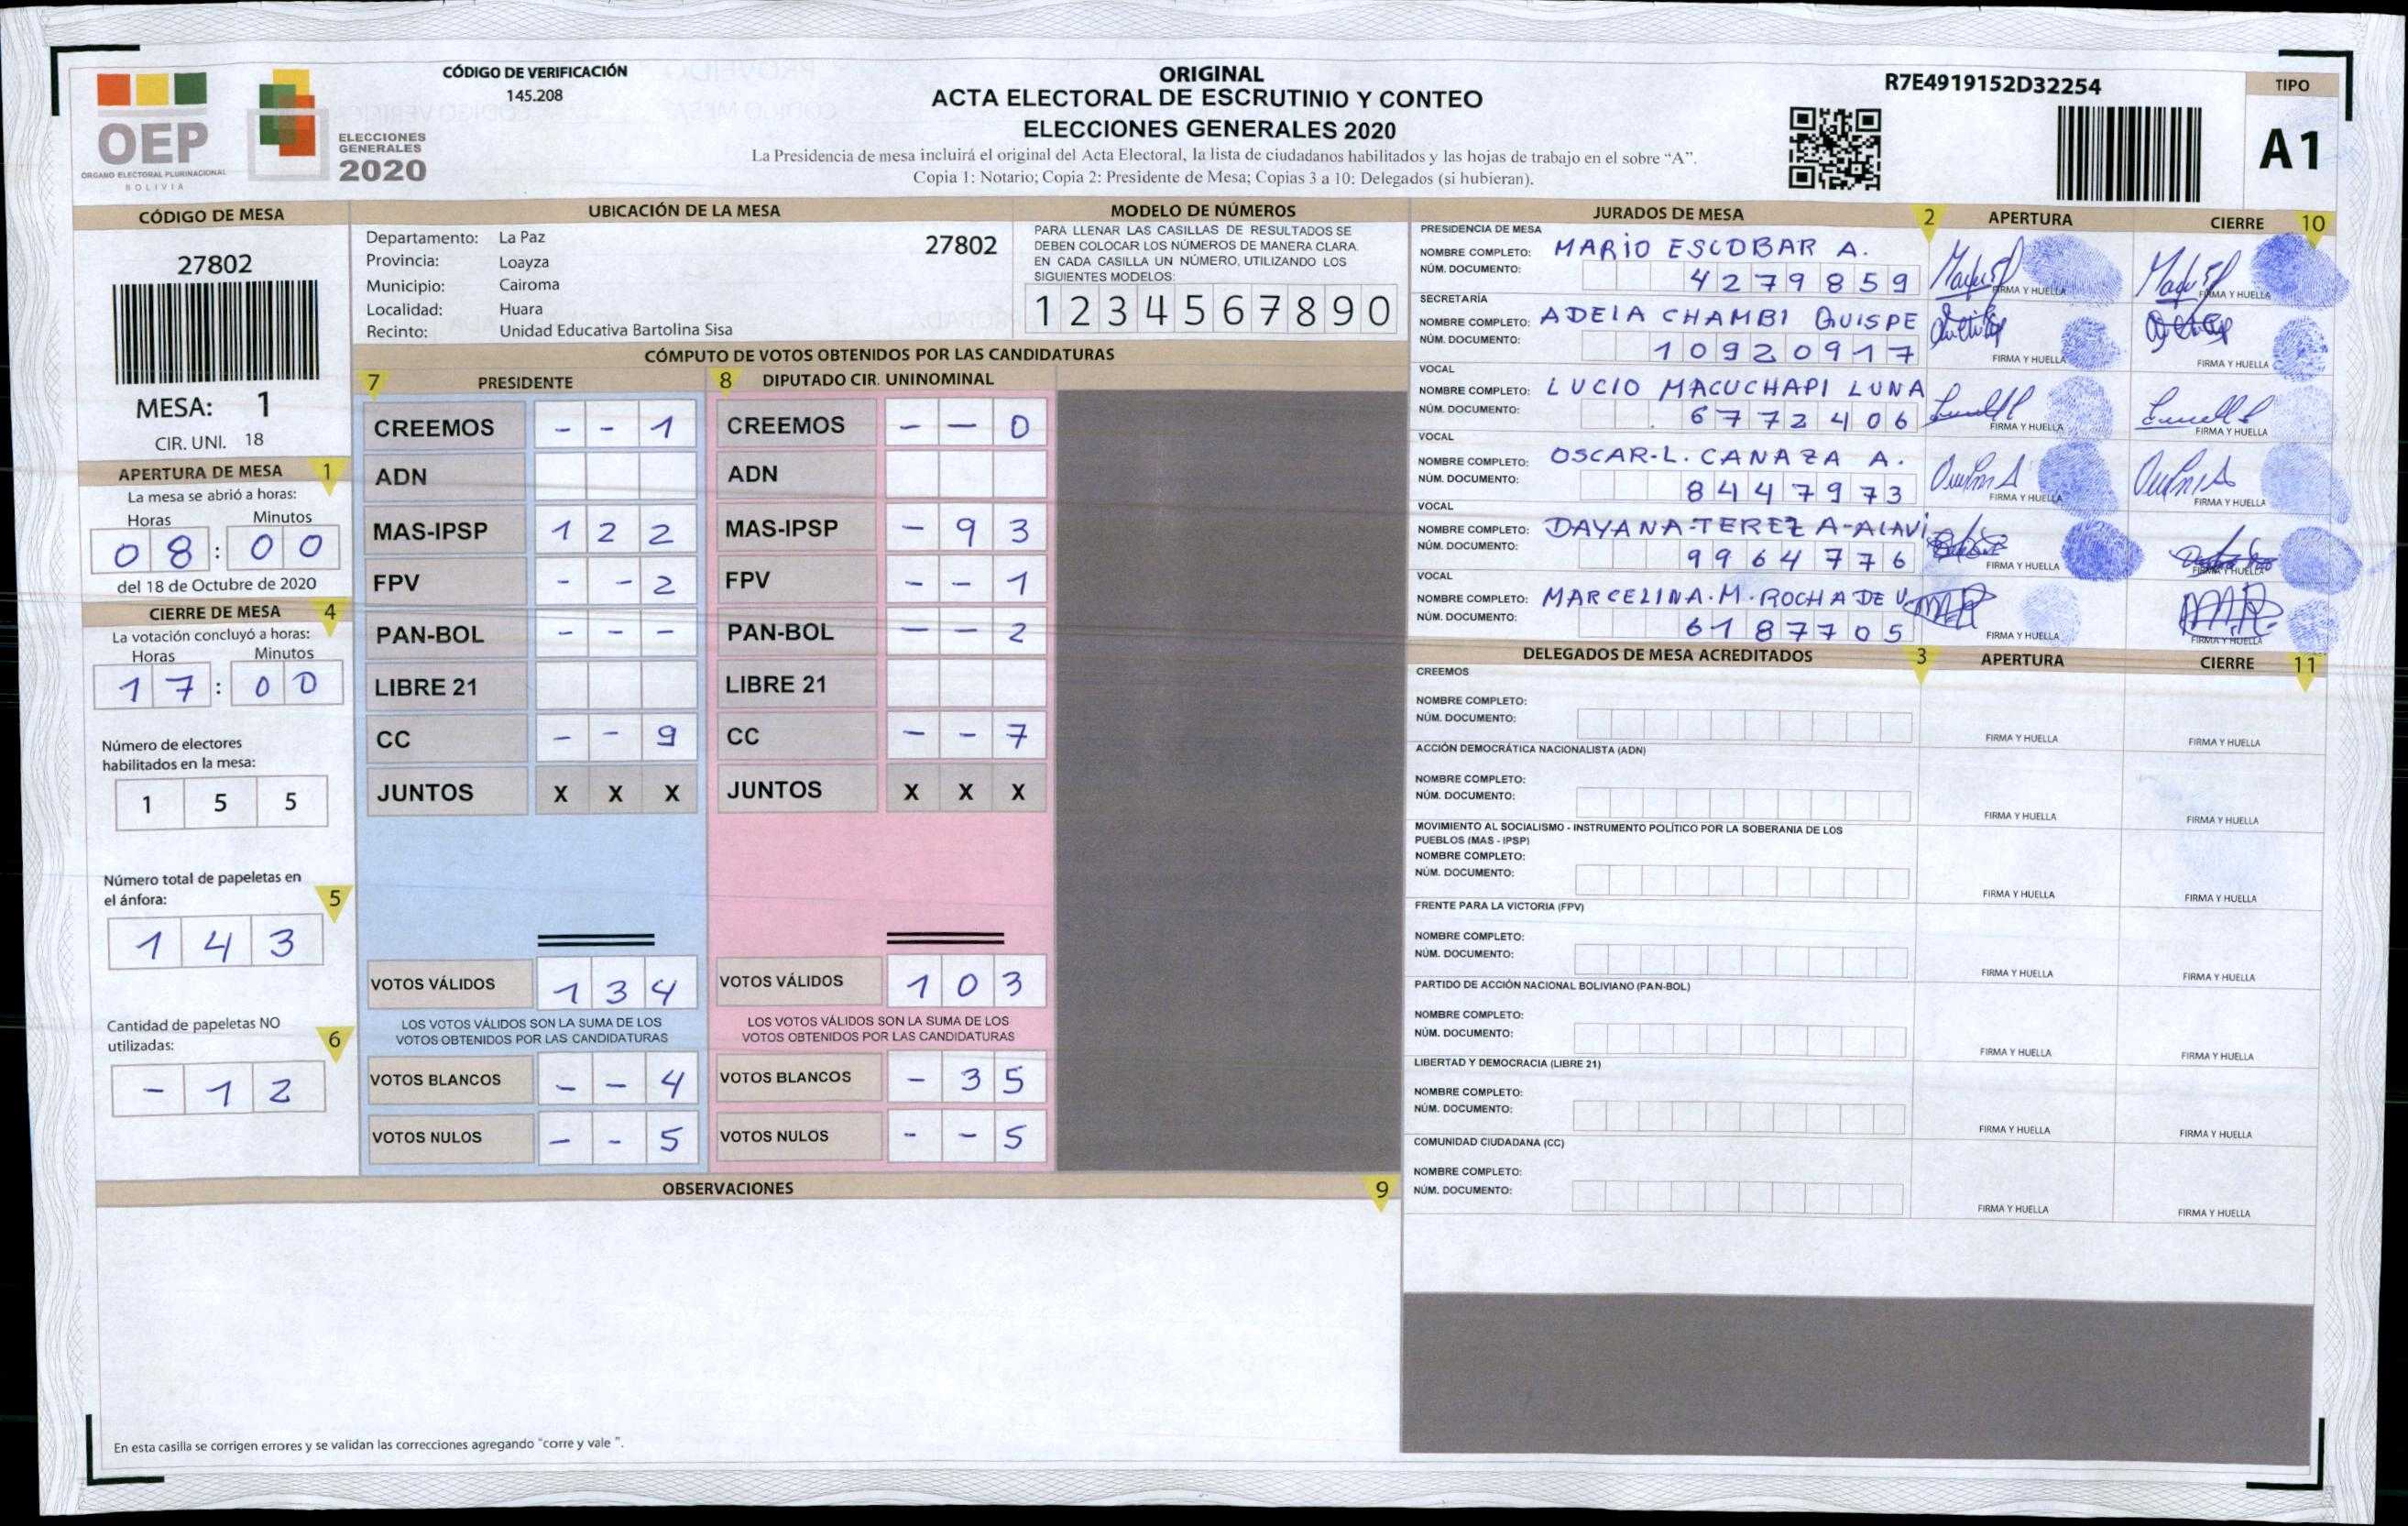 CÓDIGO DE VERIFICACIÓN
145.208
OEP
ÓRGANO ELECTORAL PLURINACIONAL
BOLIVIA
ELECCIONES
GENERALES
2020
ORIGINAL
ACTA ELECTORAL DE ESCRUTINIO Y CONTEO
ELECCIONES GENERALES 2020
La Presidencia de mesa incluirá el original del Acta Electoral, la lista de ciudadanos habilitados y las hojas de trabajo en el sobre "A".
Copia 1: Notario; Copia 2: Presidente de Mesa; Copias 3 a 10: Delegados (si hubieran).
R7E4919152D32254
TIPO
A1
CÓDIGO DE MESA
27802
MESA: 1
CIR. UNI. 18
APERTURA DE MESA 1
La mesa se abrió a horas:
Horas Minutos
08:00
del 18 de Octubre de 2020
CIERRE DE MESA 4
La votación concluyó a horas:
Horas Minutos
17:00
Número de electores
habilitados en la mesa:
1 5 5
Número total de papeletas en
el ánfora: 5
1 4 3
Cantidad de papeletas NO
utilizadas: 6
- 1 2
UBICACIÓN DE LA MESA
Departamento: La Paz 27802
Provincia: Loayza
Municipio: Cairoma
Localidad: Huara
Recinto: Unidad Educativa Bartolina Sisa
MODELO DE NÚMEROS
PARA LLENAR LAS CASILLAS DE RESULTADOS SE
DEBEN COLOCAR LOS NÚMEROS DE MANERA CLARA.
EN CADA CASILLA UN NÚMERO, UTILIZANDO LOS
SIGUIENTES MODELOS:
1 2 3 4 5 6 7 8 9 0
CÓMPUTO DE VOTOS OBTENIDOS POR LAS CANDIDATURAS
7 PRESIDENTE
CREEMOS - - 1
ADN
MAS-IPSP 1 2 2
FPV - - 2
PAN-BOL - - -
LIBRE 21
CC - - 9
JUNTOS X X X
VOTOS VÁLIDOS 1 3 4
LOS VOTOS VÁLIDOS SON LA SUMA DE LOS
VOTOS OBTENIDOS POR LAS CANDIDATURAS
VOTOS BLANCOS - - 4
VOTOS NULOS - - 5
8 DIPUTADO CIR. UNINOMINAL
CREEMOS - - 0
ADN
MAS-IPSP - 9 3
FPV - - 1
PAN-BOL - - 2
LIBRE 21
CC - - 7
JUNTOS X X X
VOTOS VÁLIDOS 1 0 3
LOS VOTOS VÁLIDOS SON LA SUMA DE LOS
VOTOS OBTENIDOS POR LAS CANDIDATURAS
VOTOS BLANCOS - 3 5
VOTOS NULOS - - 5
OBSERVACIONES 9
En esta casilla se corrigen errores y se validan las correcciones agregando "corre y vale ".
JURADOS DE MESA 2 APERTURA CIERRE 10
PRESIDENCIA DE MESA
NOMBRE COMPLETO: MARIO ESCOBAR A.
NÚM. DOCUMENTO: 4279859
FIRMA Y HUELLA FIRMA Y HUELLA
SECRETARÍA
NOMBRE COMPLETO: ADELA CHAMBI QUISPE
NÚM. DOCUMENTO: 10920917
FIRMA Y HUELLA FIRMA Y HUELLA
VOCAL
NOMBRE COMPLETO: LUCIO MACUCHAPI LUNA
NÚM. DOCUMENTO: 6772406
FIRMA Y HUELLA FIRMA Y HUELLA
VOCAL
NOMBRE COMPLETO: OSCAR-L. CANAZA A.
NÚM. DOCUMENTO: 8447973
FIRMA Y HUELLA FIRMA Y HUELLA
VOCAL
NOMBRE COMPLETO: DAYANA-TEREZA-ALAVI
NÚM. DOCUMENTO: 9964776
FIRMA Y HUELLA FIRMA Y HUELLA
VOCAL
NOMBRE COMPLETO: MARCELINA.M.ROCHA DE V
NÚM. DOCUMENTO: 6187705
FIRMA Y HUELLA FIRMA Y HUELLA
DELEGADOS DE MESA ACREDITADOS 3 APERTURA CIERRE 11
CREEMOS
NOMBRE COMPLETO:
NÚM. DOCUMENTO:
FIRMA Y HUELLA FIRMA Y HUELLA
ACCIÓN DEMOCRÁTICA NACIONALISTA (ADN)
NOMBRE COMPLETO:
NÚM. DOCUMENTO:
FIRMA Y HUELLA FIRMA Y HUELLA
MOVIMIENTO AL SOCIALISMO - INSTRUMENTO POLÍTICO POR LA SOBERANIA DE LOS
PUEBLOS (MAS - IPSP)
NOMBRE COMPLETO:
NÚM. DOCUMENTO:
FIRMA Y HUELLA FIRMA Y HUELLA
FRENTE PARA LA VICTORIA (FPV)
NOMBRE COMPLETO:
NÚM. DOCUMENTO:
FIRMA Y HUELLA FIRMA Y HUELLA
PARTIDO DE ACCIÓN NACIONAL BOLIVIANO (PAN-BOL)
NOMBRE COMPLETO:
NÚM. DOCUMENTO:
FIRMA Y HUELLA FIRMA Y HUELLA
LIBERTAD Y DEMOCRACIA (LIBRE 21)
NOMBRE COMPLETO:
NÚM. DOCUMENTO:
FIRMA Y HUELLA FIRMA Y HUELLA
COMUNIDAD CIUDADANA (CC)
NOMBRE COMPLETO:
NÚM. DOCUMENTO:
FIRMA Y HUELLA FIRMA Y HUELLA